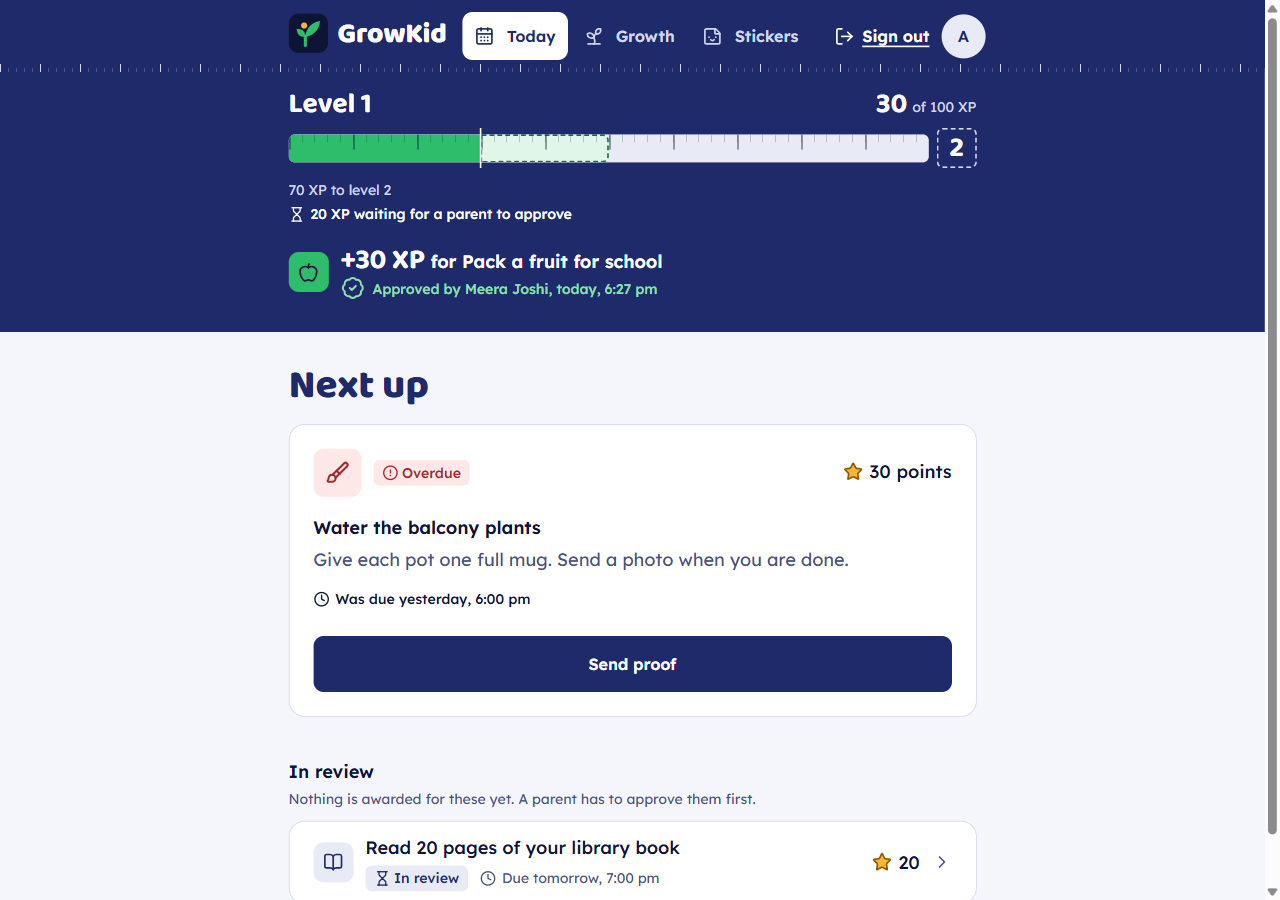 GrowKid
Today
Growth
Stickers
Sign out
A
Level 1
30 of 100 XP
2
70 XP to level 2
20 XP waiting for a parent to approve
+30 XP for Pack a fruit for school
Approved by Meera Joshi, today, 6:27 pm
Next up
Overdue
30 points
Water the balcony plants
Give each pot one full mug. Send a photo when you are done.
Was due yesterday, 6:00 pm
Send proof
In review
Nothing is awarded for these yet. A parent has to approve them first.
Read 20 pages of your library book
20
In review
Due tomorrow, 7:00 pm